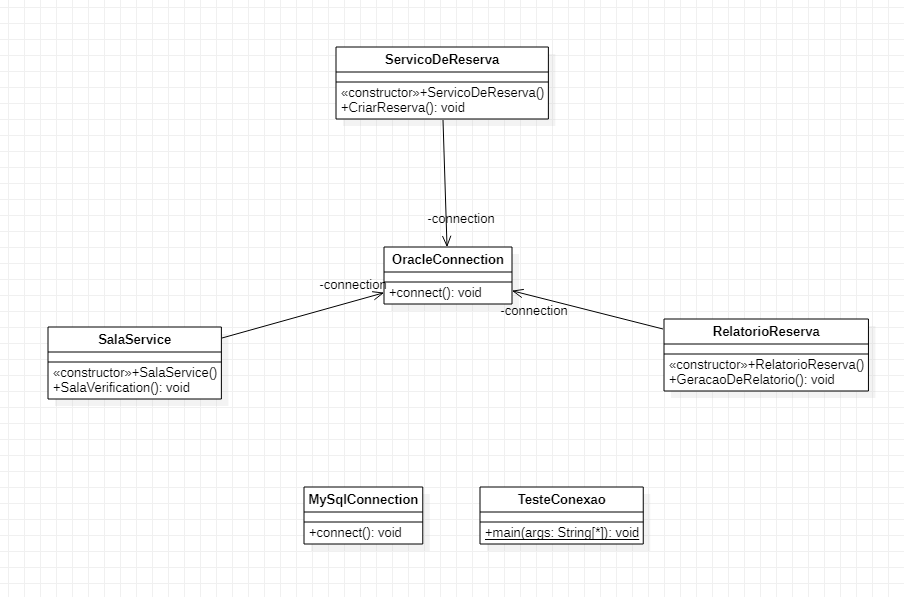 ServicoDeReserva
«constructor»+ServicoDeReserva()
+CriarReserva(): void
-connection
OracleConnection
+connect(): void
-connection
-connection
SalaService
«constructor»+SalaService()
+SalaVerification(): void
RelatorioReserva
«constructor»+RelatorioReserva()
+GeracaoDeRelatorio(): void
MySqlConnection
+connect(): void
TesteConexao
+main(args: String[*]): void